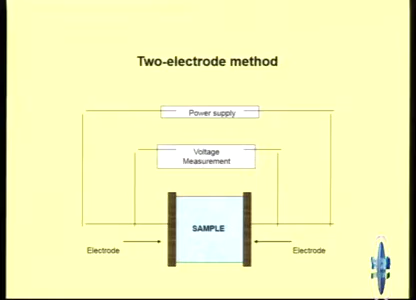 Two-electrode method
Power supply
Voltage
Measurement
SAMPLE
Electrode
Electrode